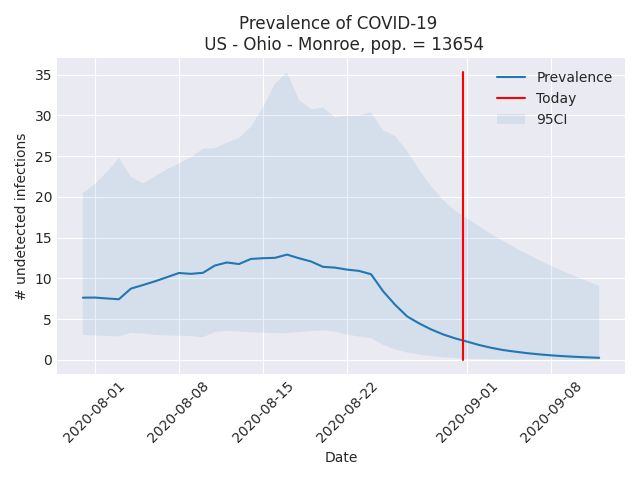 Prevalence of COVID-19
US - Ohio - Monroe, pop. = 13654
Prevalence
Today
95CI
# undetected infections
35
30
25
20
15
10
5
0
2020-08-01
2020-08-08
2020-08-15
2020-08-22
2020-09-01
2020-09-08
Date